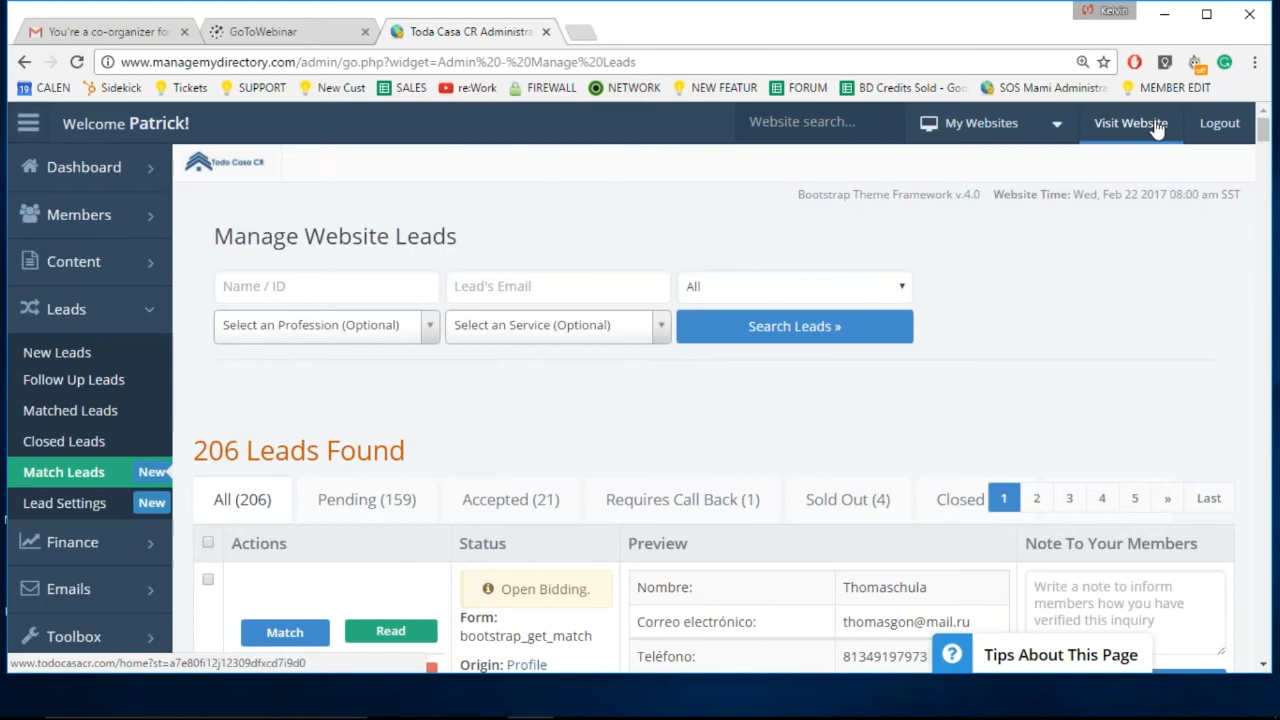 Kelvin
You're a co-organizer fo
GoToWebinar
Toda Casa CR Administra
www.managemydirectory.com/admin/go.php?widget=Admin%20-%20Manage%20Leads
off
19 CALEN Sidekick Tickets SUPPORT New Cust SALES re:Work FIREWALL NETWORK NEW FEATUR FORUM BD Credits Sold - Goo SOS Mami Administra MEMBER EDIT
Welcome Patrick!
Website search...
My Websites
Visit Website
Logout
Dashboard
Members
Content
Leads
New Leads
Follow Up Leads
Matched Leads
Closed Leads
Match Leads New
Lead Settings New
Finance
Emails
Toolbox
Todo Casa CR
Bootstrap Theme Framework v.4.0 Website Time: Wed, Feb 22 2017 08:00 am SST
Manage Website Leads
Name / ID
Lead's Email
All
Select an Profession (Optional)
Select an Service (Optional)
Search Leads »
206 Leads Found
All (206) Pending (159) Accepted (21) Requires Call Back (1) Sold Out (4) Closed 1 2 3 4 5 » Last
Actions Status Preview Note To Your Members
Match Read
Open Bidding.
Form:
bootstrap_get_match
Origin: Profile
Nombre: Thomaschula
Correo electrónico: thomasgon@mail.ru
Teléfono: 81349197973
Write a note to inform
members how you have
verified this inquiry
? Tips About This Page
www.todocasacr.com/home?st=a7e80fi12j12309dfxcd7i9d0